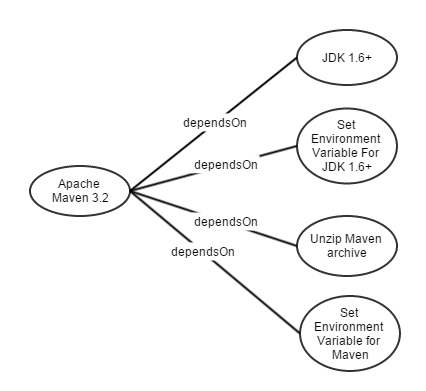 JDK 1.6+
dependsOn
Set
Environment
Variable For
JDK 1.6+
dependsOn
Apache
Maven 3.2
dependsOn
Unzip Maven
archive
dependsOn
Set
Environment
Variable for
Maven